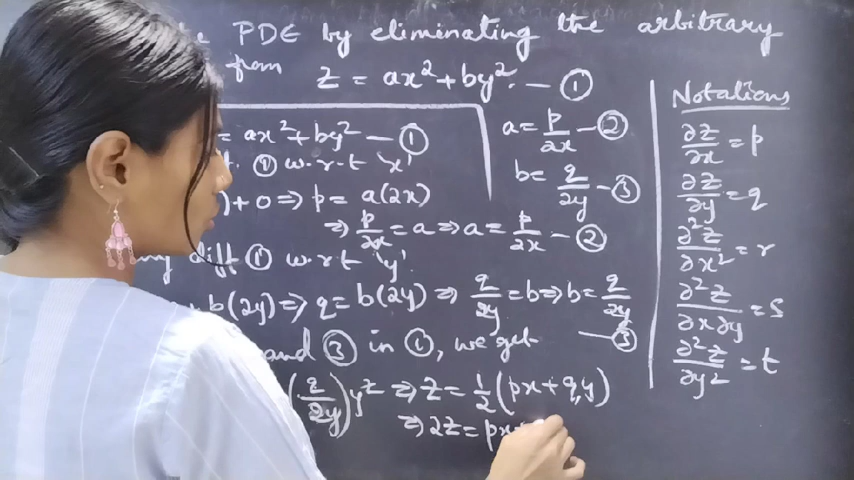 PDE by eliminating the arbitrary
from z = ax² + by². — ①
= ax² + by² — ①
① w.r.t 'x'
+ 0 ⇒ p = a(2x)
⇒ p/2x = a ⇒ a = p/2x — ②
diff ① w.r.t 'y'.
b(2y) ⇒ q = b(2y) ⇒ q/2y = b ⇒ b = q/2y
— ③
and ③ in ①, we get
(q/2y) y² ⇒ z = 1/2 (px + qy)
⇒ 2z = px
a = p/2x — ②
b = q/2y — ③
Notations
∂z/∂x = p
∂z/∂y = q
∂²z/∂x² = r
∂²z/∂x∂y = s
∂²z/∂y² = t